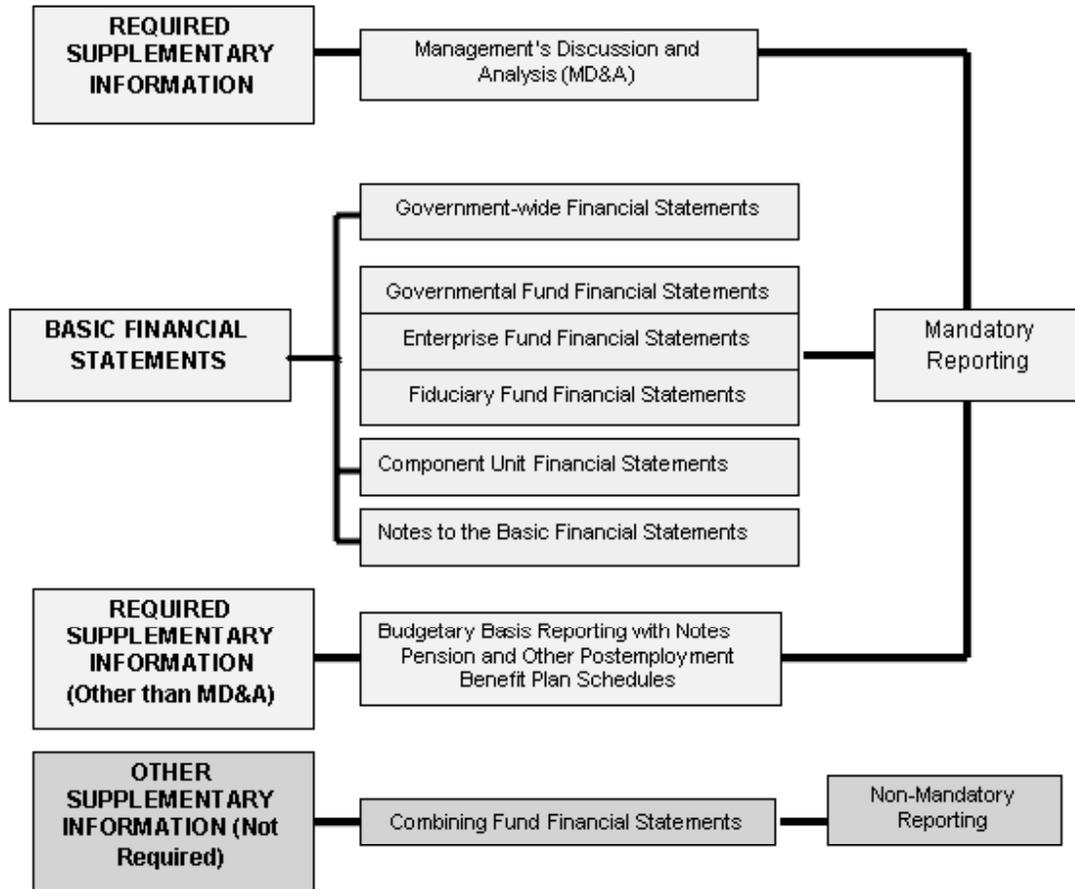 REQUIRED
SUPPLEMENTARY
INFORMATION
Management's Discussion and
Analysis (MD&A)
Government-wide Financial Statements
Governmental Fund Financial Statements
BASIC FINANCIAL
STATEMENTS
Enterprise Fund Financial Statements
Mandatory
Reporting
Fiduciary Fund Financial Statements
Component Unit Financial Statements
Notes to the Basic Financial Statements
REQUIRED
SUPPLEMENTARY
INFORMATION
(Other than MD&A)
Budgetary Basis Reporting with Notes
Pension and Other Postemployment
Benefit Plan Schedules
OTHER
SUPPLEMENTARY
INFORMATION (Not
Required)
Combining Fund Financial Statements
Non-Mandatory
Reporting